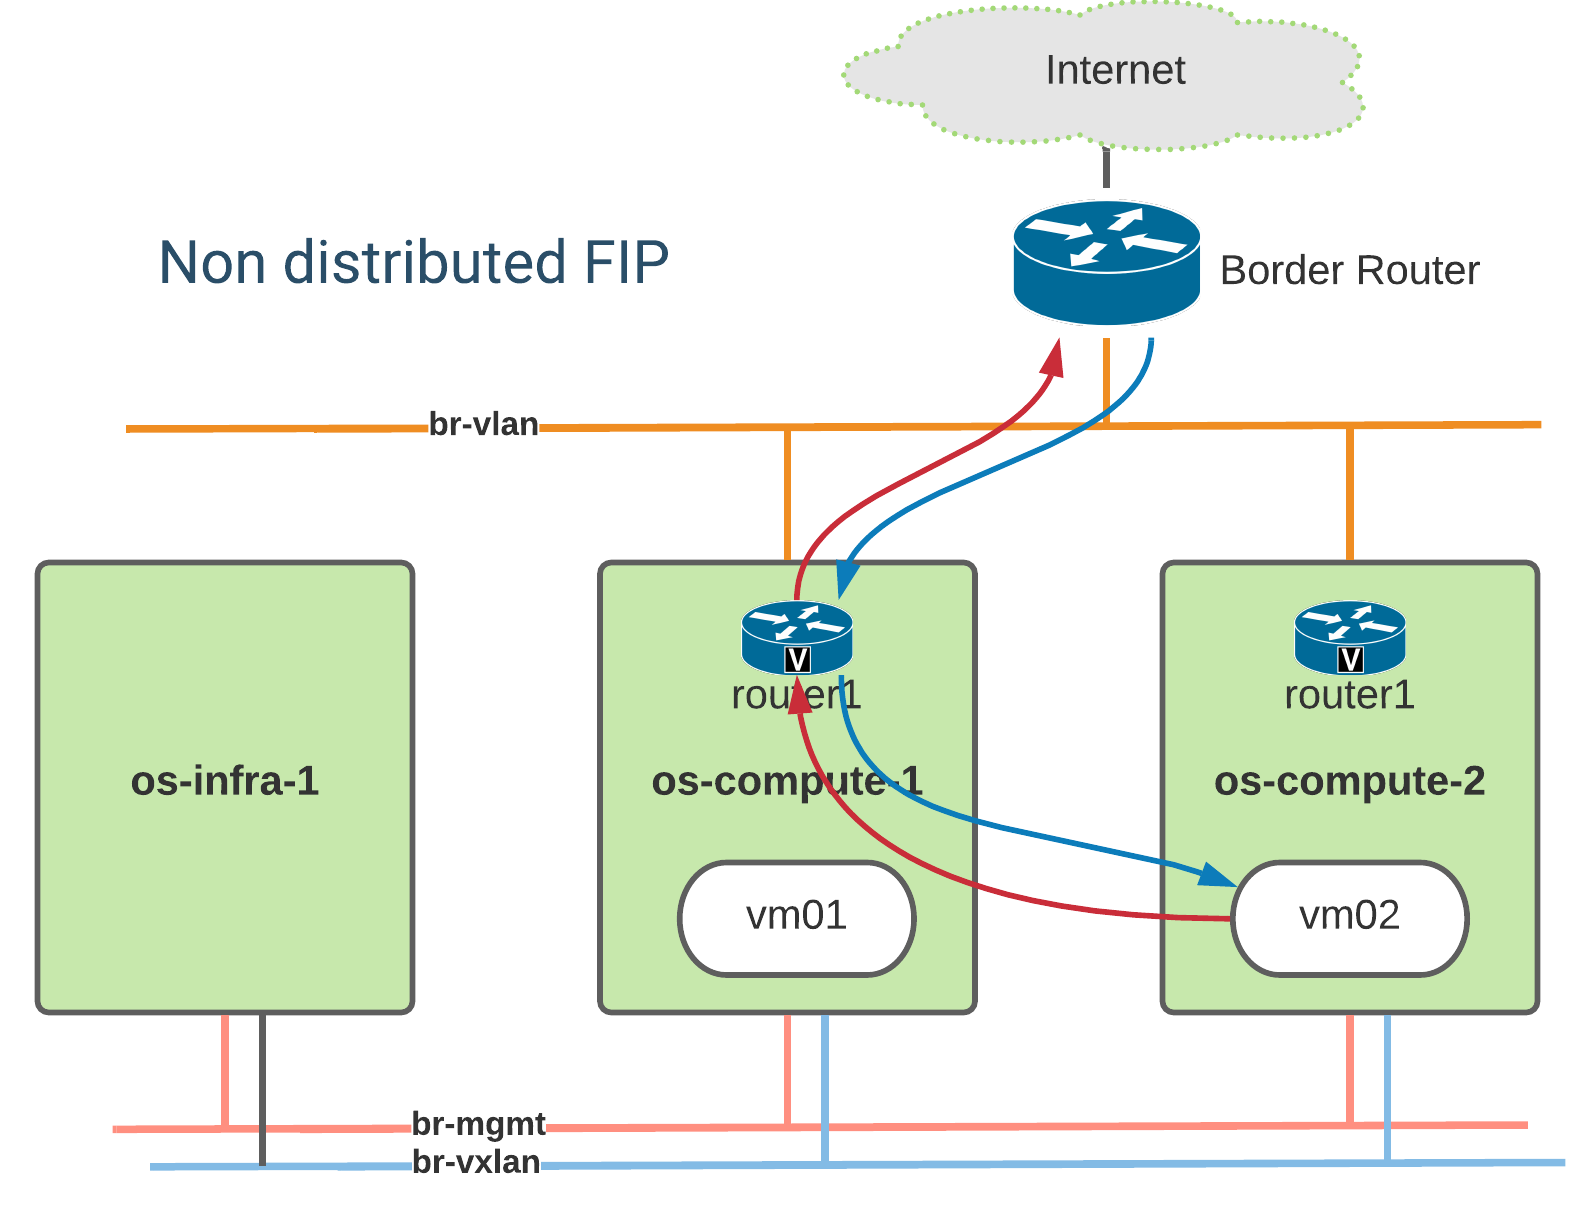 Internet
Border Router
Non distributed FIP
br-vlan
V
router1
V
router1
os-infra-1
os-compute-1
os-compute-2
vm01
vm02
br-mgmt
br-vxlan